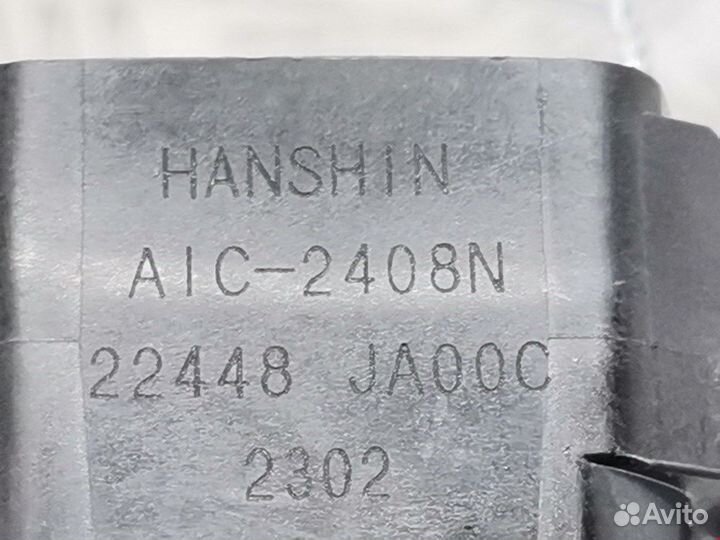 HANSHIN
AIC-2408N
22448 JA00C
2302
Avito